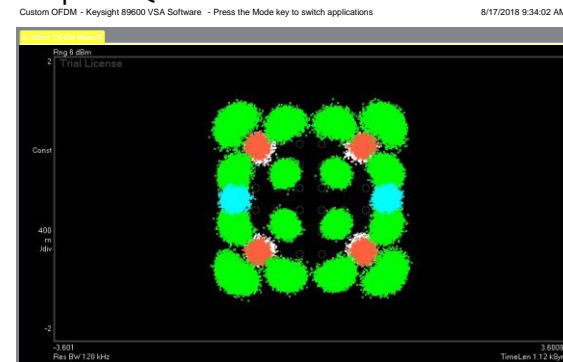 Custom OFDM - Keysight 89600 VSA Software - Press the Mode key to switch applications 8/17/2018 9:34:02 AM
Rng 6 dBm
2
Trial License
Const
400
m
/div
-2
-3.601
3.6009
Res BW 120 kHz
TimeLen 1.12 kSym